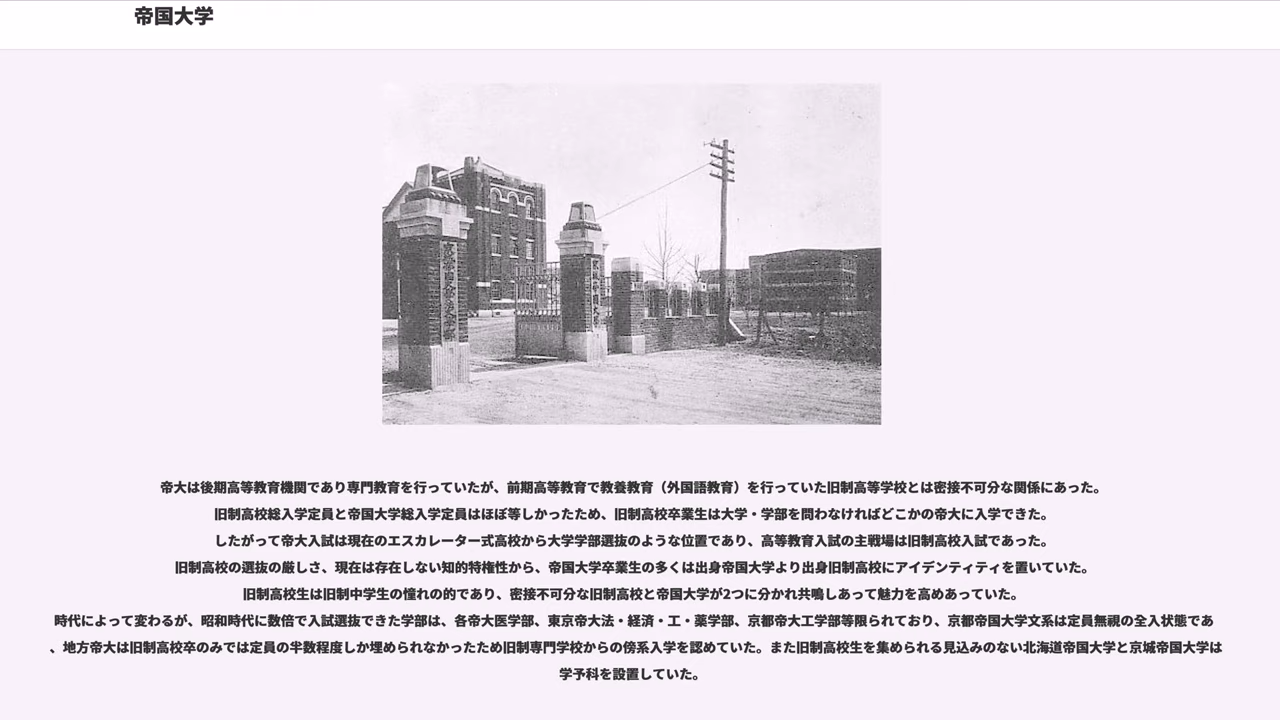 帝国大学
帝大は後期高等教育機関であり専門教育を行っていたが、前期高等教育で教養教育（外国語教育）を行っていた旧制高等学校とは密接不可分な関係にあった。
旧制高校総入学定員と帝国大学総入学定員はほぼ等しかったため、旧制高校卒業生は大学・学部を問わなければどこかの帝大に入学できた。
したがって帝大入試は現在のエスカレーター式高校から大学学部選抜のような位置であり、高等教育入試の主戦場は旧制高校入試であった。
旧制高校の選抜の厳しさ、現在は存在しない知的特権性から、帝国大学卒業生の多くは出身帝国大学より出身旧制高校にアイデンティティを置いていた。
旧制高校生は旧制中学生の憧れの的であり、密接不可分な旧制高校と帝国大学が2つに分かれ共鳴しあって魅力を高めあっていた。
時代によって変わるが、昭和時代に数倍で入試選抜できた学部は、各帝大医学部、東京帝大法・経済・工・薬学部、京都帝大工学部等限られており、京都帝国大学文系は定員無視の全入状態であ
、地方帝大は旧制高校卒のみでは定員の半数程度しか埋められなかったため旧制専門学校からの傍系入学を認めていた。また旧制高校生を集められる見込みのない北海道帝国大学と京城帝国大学は
学予科を設置していた。